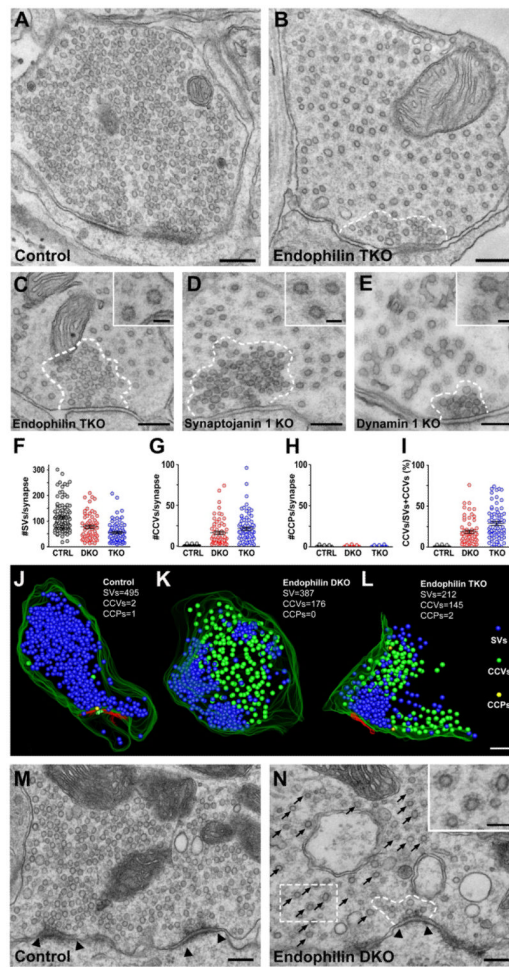 A
Control
B
Endophilin TKO
C
Endophilin TKO
D
Synaptojanin 1 KO
E
Dynamin 1 KO
F
#SVs/synapse
300
200
100
0
CTRL DKO TKO
G
#CCVs/synapse
100
50
0
CTRL DKO TKO
H
#CCPs/synapse
100
50
0
CTRL DKO TKO
I
CCVs/SVs+CCVs (%)
100
50
0
CTRL DKO TKO
J
Control
SVs=495
CCVs=2
CCPs=1
K
Endophilin DKO
SV=387
CCVs=176
CCPs=0
L
Endophilin TKO
SVs=212
CCVs=145
CCPs=2
SVs
CCVs
CCPs
M
Control
N
Endophilin DKO